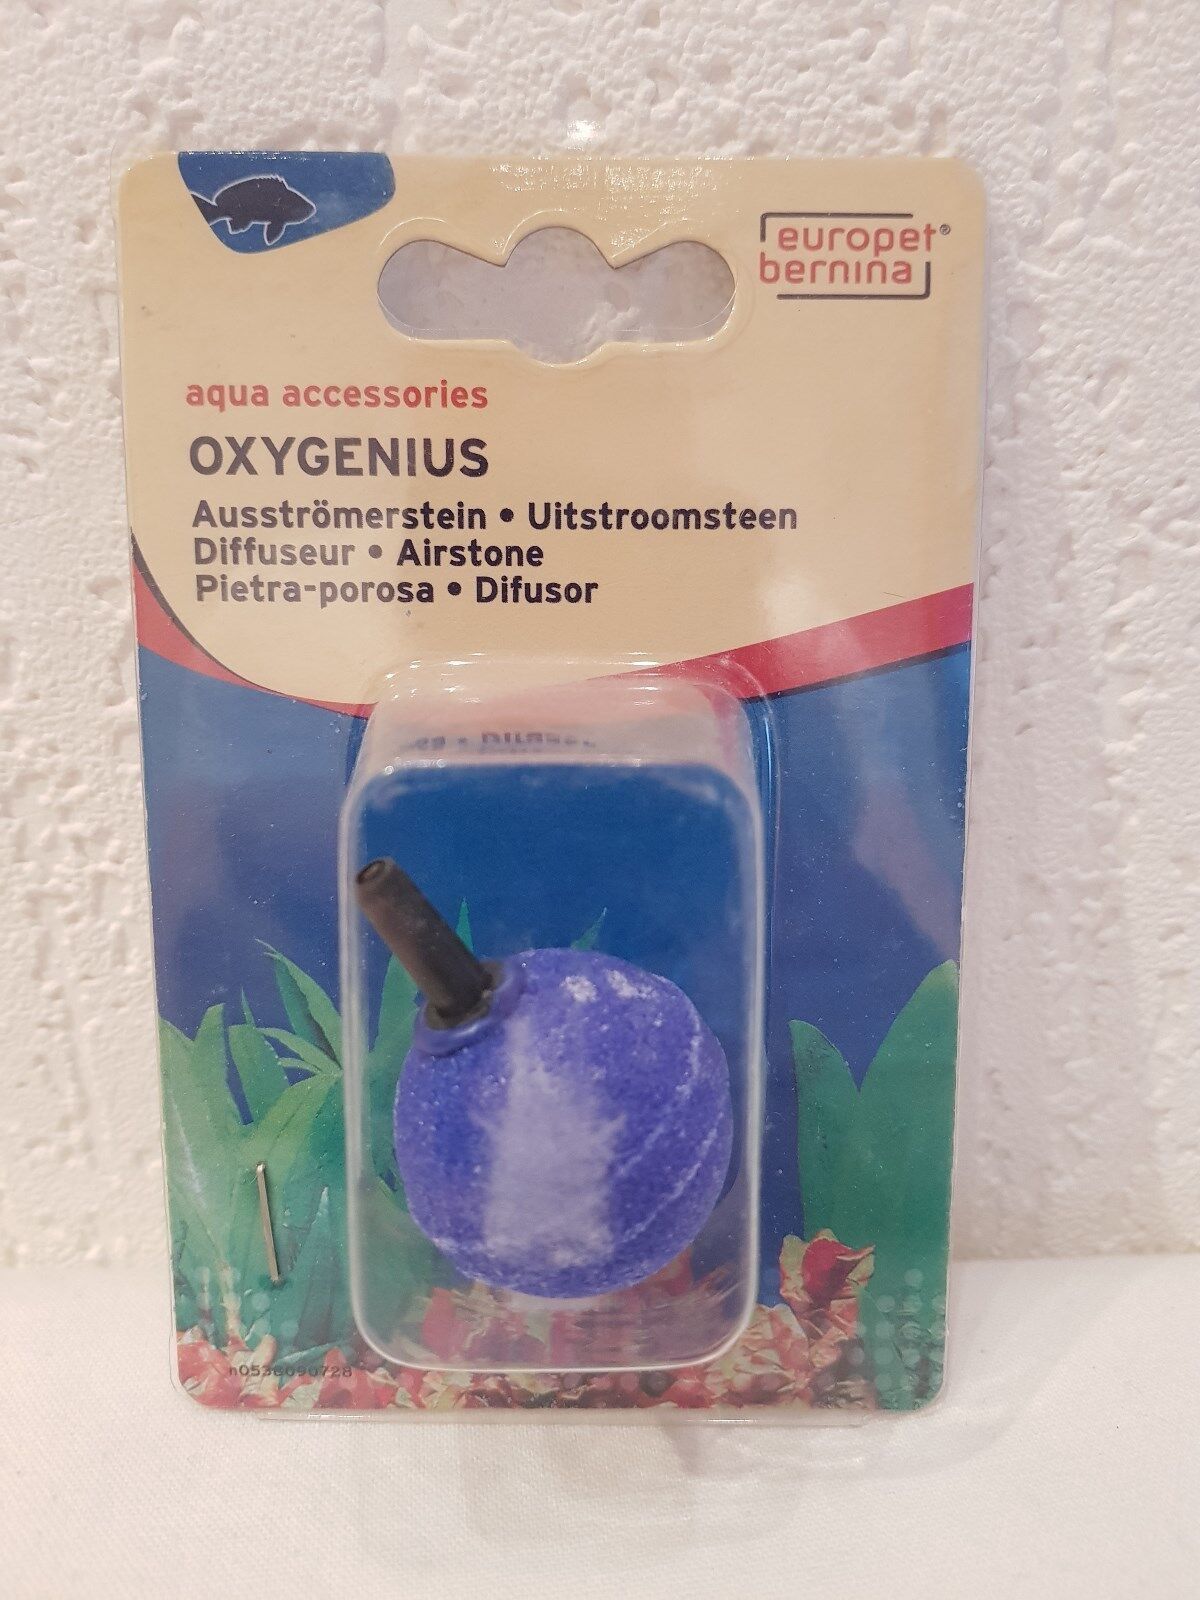 europet®
bernina
aqua accessories
OXYGENIUS
Ausströmerstein • Uitstroomsteen
Diffuseur • Airstone
Pietra-porosa • Difusor